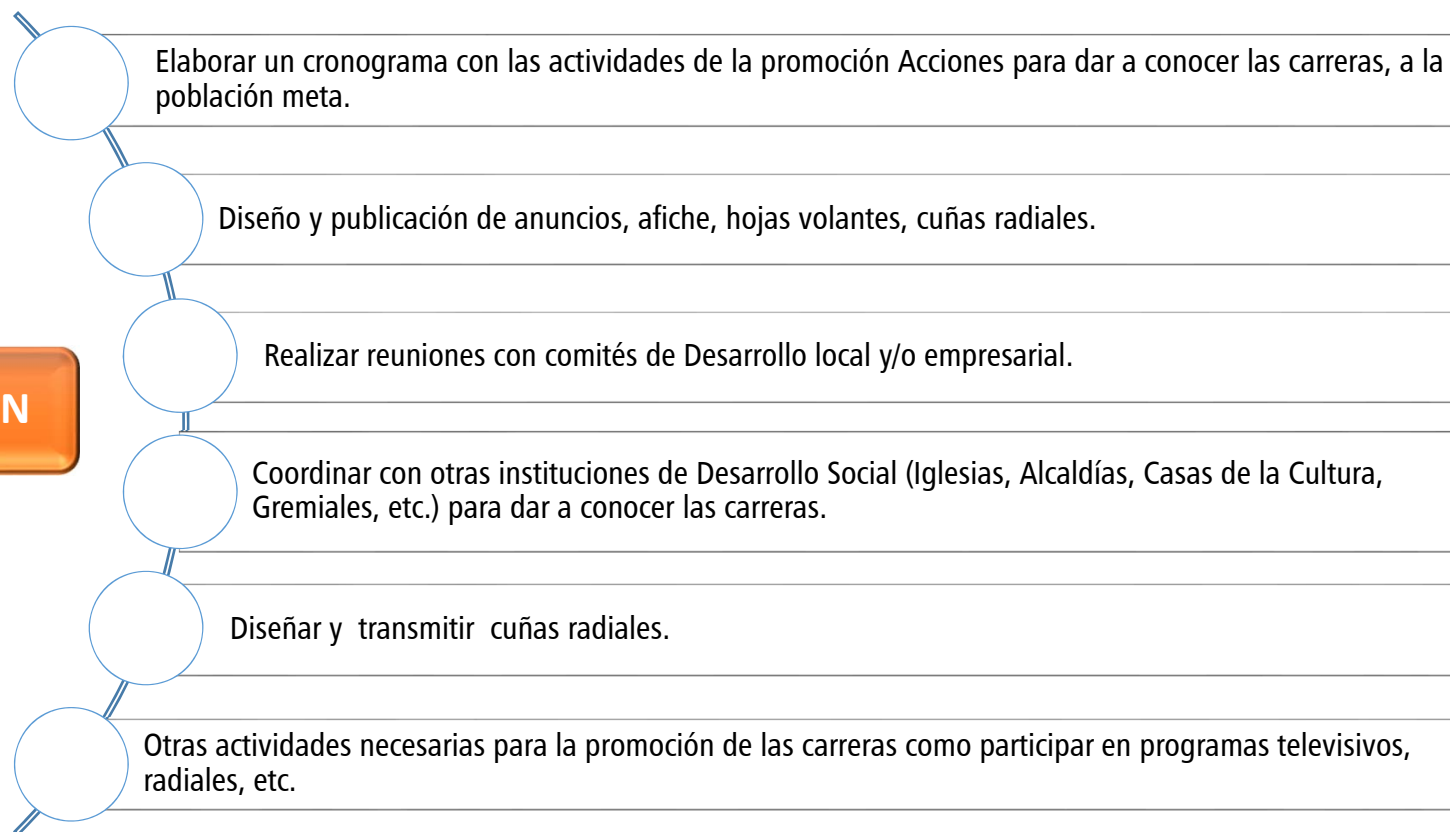 Elaborar un cronograma con las actividades de la promoción Acciones para dar a conocer las carreras, a la
población meta.
Diseño y publicación de anuncios, afiche, hojas volantes, cuñas radiales.
Realizar reuniones con comités de Desarrollo local y/o empresarial.
N
Coordinar con otras instituciones de Desarrollo Social (Iglesias, Alcaldías, Casas de la Cultura,
Gremiales, etc.) para dar a conocer las carreras.
Diseñar y transmitir cuñas radiales.
Otras actividades necesarias para la promoción de las carreras como participar en programas televisivos,
radiales, etc.